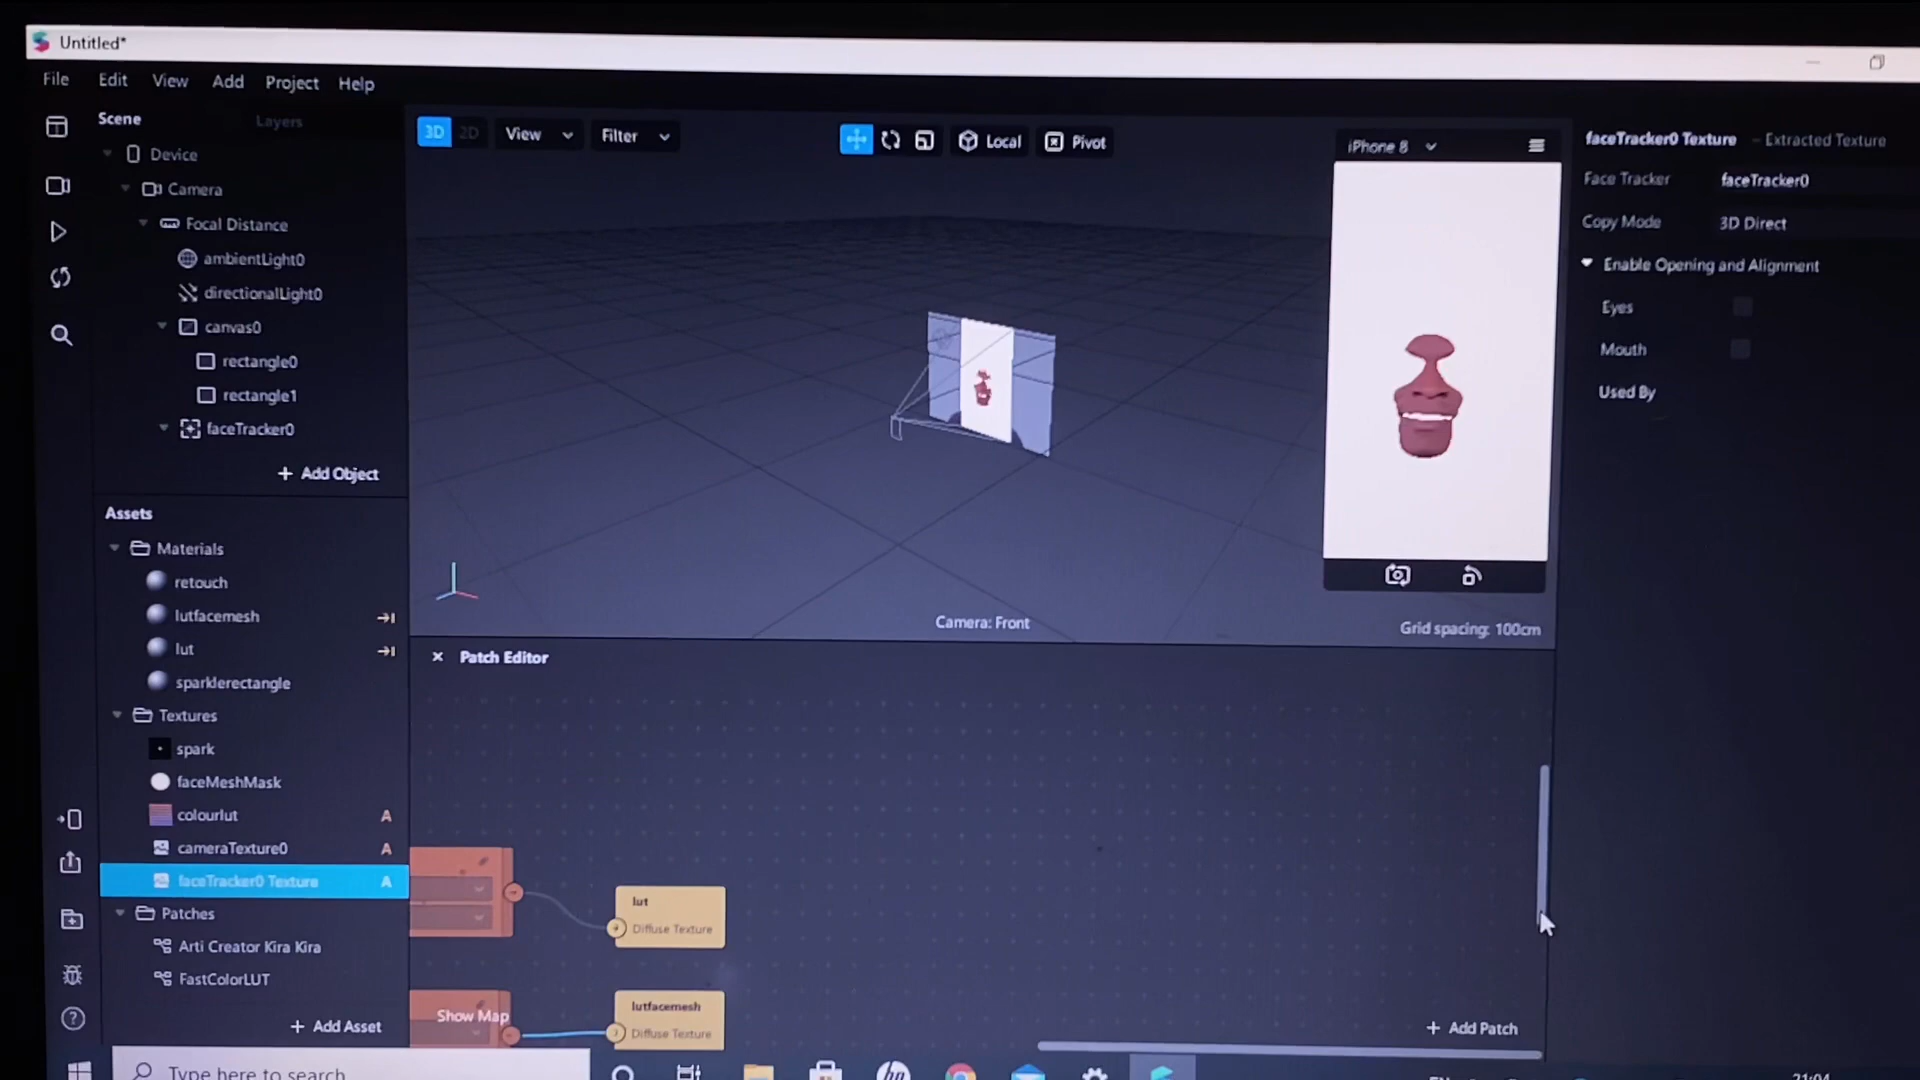 Untitled*
File Edit View Add Project Help
Scene Layers
Device
Camera
Focal Distance
ambientLight0
directionalLight0
canvas0
rectangle0
rectangle1
faceTracker0
+ Add Object
Assets
Materials
retouch
lutfacemesh
lut
sparklerectangle
Textures
spark
faceMeshMask
colourlut A
cameraTexture0 A
faceTracker0 Texture A
Patches
Arti Creator Kira Kira
FastColorLUT
+ Add Asset
3D 2D View Filter Local Pivot
iPhone 8
Camera: Front
Grid spacing: 100cm
faceTracker0 Texture - Extracted Texture
Face Tracker faceTracker0
Copy Mode 3D Direct
Enable Opening and Alignment
Eyes
Mouth
Used By
× Patch Editor
lut
Diffuse Texture
lutfacemesh
Diffuse Texture
Show Map
+ Add Patch
Type here to search
hp